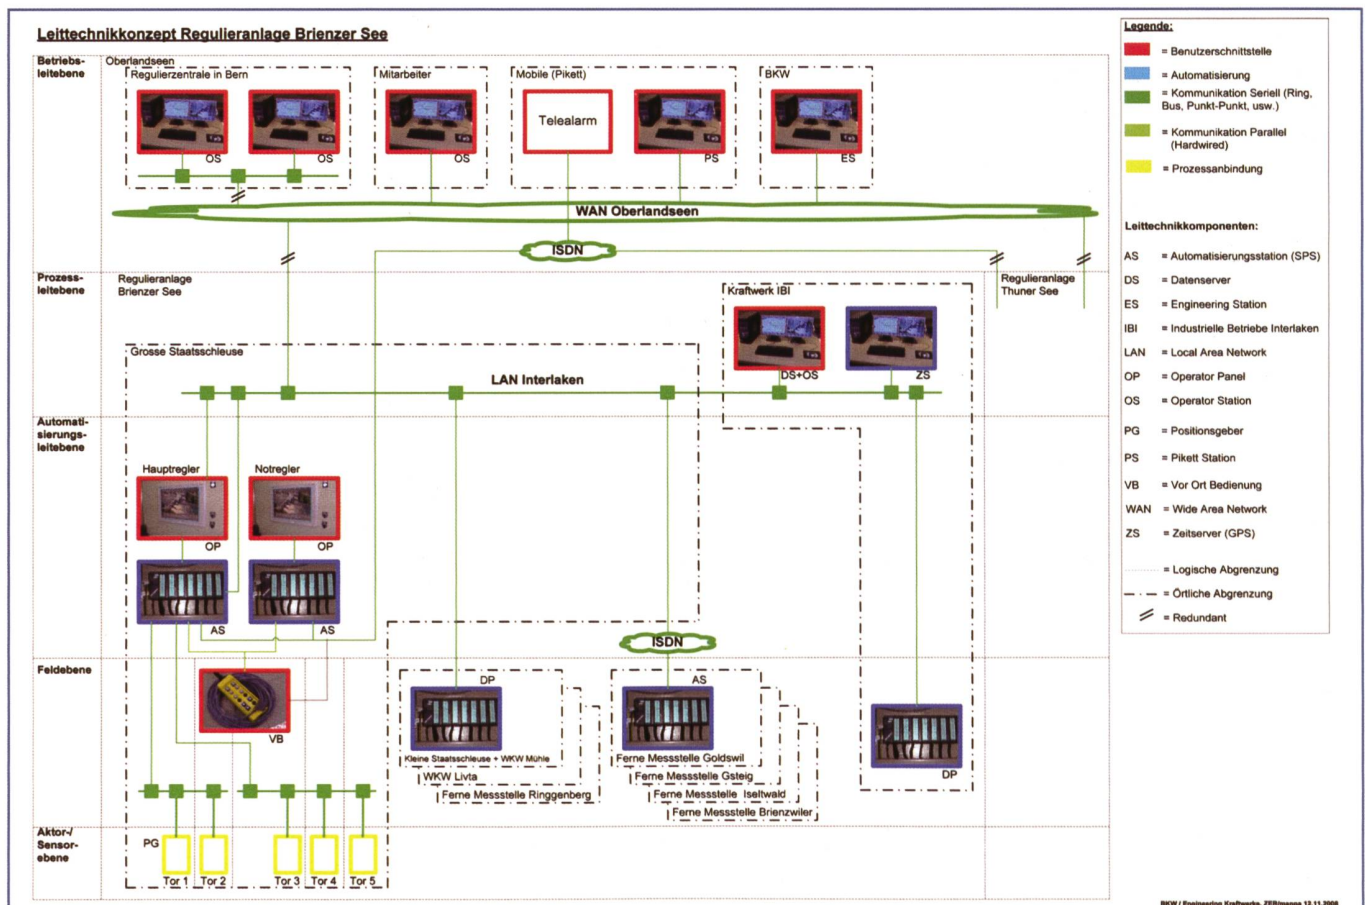 Leittechnikkonzept Regulieranlage Brienzer See
Betriebs-
leitebene
Oberlandseen
Regulierzentrale in Bern
Mitarbeiter
Mobile (Pikett)
BKW
Telealarm
OS
OS
OS
PS
ES
WAN Oberlandseen
ISDN
Prozess-
leitebene
Regulieranlage
Brienzer See
Kraftwerk IBI
Regulieranlage
Thuner See
Grosse Staatsschleuse
DS+OS
ZS
LAN Interlaken
Automati-
sierungs-
leitebene
Hauptregler
Notregler
OP
OP
AS
AS
ISDN
Feldebene
VB
DP
Kleine Staatsschleuse + WKW Mühle
WKW Livta
Ferne Messstelle Ringgenberg
AS
Ferne Messstelle Goldswil
Ferne Messstelle Gsteig
Ferne Messstelle Iseltwald
Ferne Messstelle Brienzwiler
DP
Aktor-/
Sensor-
ebene
PG
Tor 1
Tor 2
Tor 3
Tor 4
Tor 5
Legende:
= Benutzerschnittstelle
= Automatisierung
= Kommunikation Seriell (Ring,
Bus, Punkt-Punkt, usw.)
= Kommunikation Parallel
(Hardwired)
= Prozessanbindung
Leittechnikkomponenten:
AS = Automatisierungsstation (SPS)
DS = Datenserver
ES = Engineering Station
IBI = Industrielle Betriebe Interlaken
LAN = Local Area Network
OP = Operator Panel
OS = Operator Station
PG = Positionsgeber
PS = Pikett Station
VB = Vor Ort Bedienung
WAN = Wide Area Network
ZS = Zeitserver (GPS)
= Logische Abgrenzung
= Örtliche Abgrenzung
= Redundant
BKW / Engineering Kraftwerke, 12.11.2008